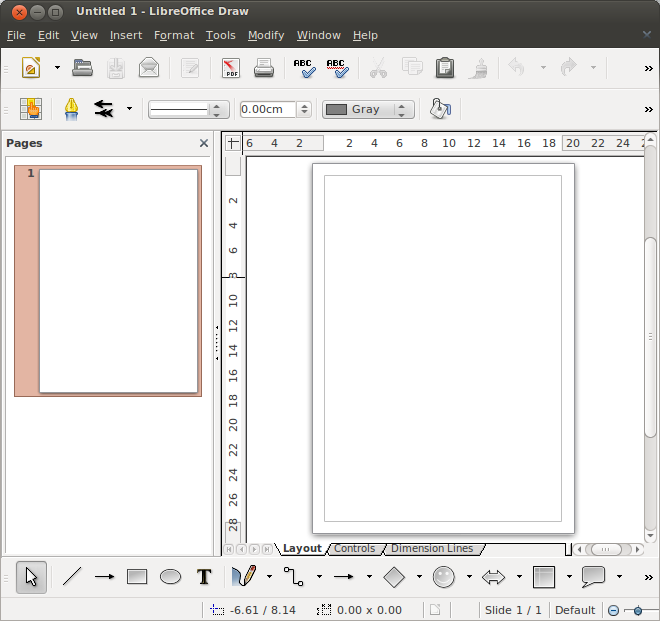 Untitled 1 - LibreOffice Draw
File Edit View Insert Format Tools Modify Window Help
PDF ABC ABC
0.00cm Gray
Pages
6 4 2 2 4 6 8 10 12 14 16 18 20 22 24
1
2
4
6
8
10
12
14
16
18
20
22
24
26
28
Layout Controls Dimension Lines
T
-6.61 / 8.14 0.00 x 0.00 Slide 1 / 1 Default